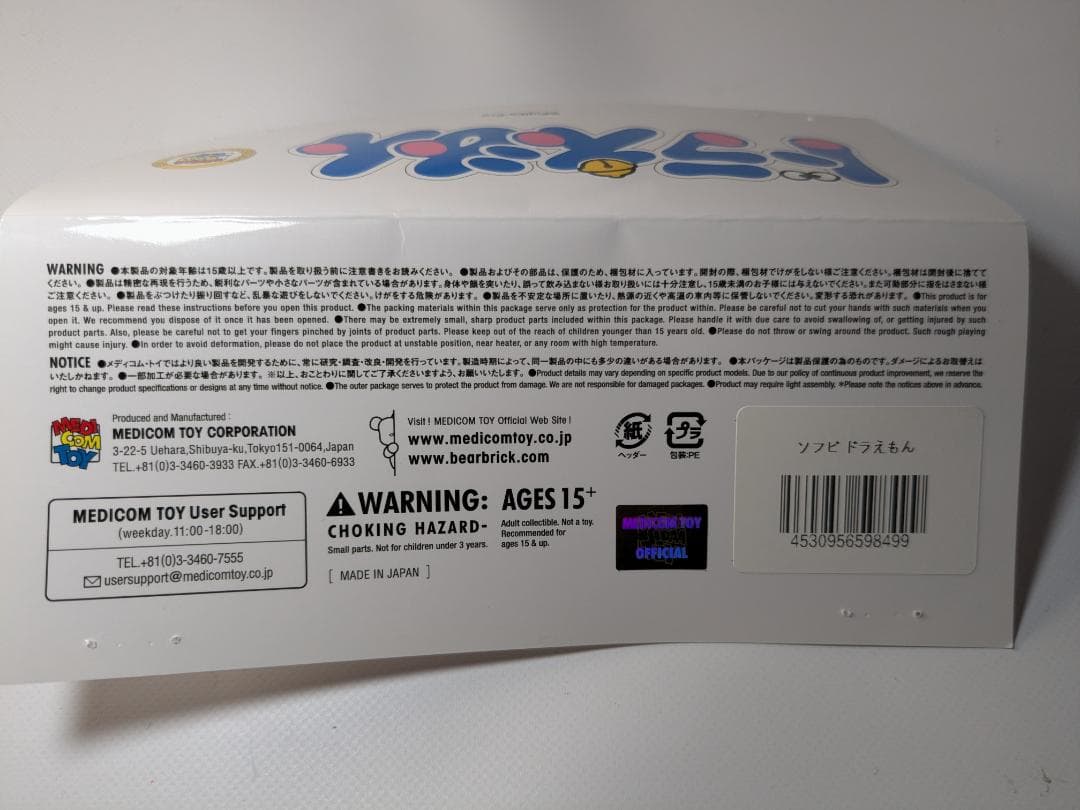 ドラえもん
WARNING ●本製品の対象年齢は15歳以上です。製品を取り扱う前に注意書きをお読みください。 ●製品およびその部品は、保護のため、梱包材に入っています。開封の際、梱包材でけがをしない様ご注意ください。梱包材は開封後に捨てて
ください。 ●製品は精密な再現を行うため、鋭利なパーツや小さなパーツが含まれている場合があります。身体や顔を突いたり、誤って飲み込まない様お取り扱いには十分注意し、15歳未満のお子様には与えないでください。また可動部分に指をはさまない様
ご注意ください。 ●製品をぶつけたり振り回すなど、乱暴な遊びをしないでください。けがをする危険があります。 ●製品を不安定な場所に置いたり、熱源の近くや高温の車内等に保管しないでください。変形する恐れがあります。 ●This product is for
ages 15 & up. Please read these instructions before you open this product. ●The packing materials within this package serve only as protection for the product within. Please be careful not to cut your hands with such materials when you
open it. We recommend you dispose of it once it has been opened. ●There may be extremely small, sharp product parts included within this package. Please handle it with due care to avoid swallowing of, or getting injured by such
product parts. Also, please be careful not to get your fingers pinched by joints of product parts. Please keep out of the reach of children younger than 15 years old. ●Please do not throw or swing around the product. Such rough playing
might cause injury. ●In order to avoid deformation, please do not place the product at unstable position, near heater, or any room with high temperature.
NOTICE ●メディコム・トイではより良い製品を開発するために、常に研究・調査・改良・開発を行っています。製造時期によって、同一製品の中にも多少の違いがある場合があります。 ●本パッケージは製品保護の為のものです。ダメージによるお取替えは
いたしかねます。 ●一部加工が必要な場合があります。 ※以上、おことわりに関してご了承くださいますよう、お願いいたします。 ●Product details may vary depending on specific product models. Due to our policy of continuous product improvement, we reserve the
right to change product specifications or designs at any time without notice. ●The outer package serves to protect the product from damage. We are not responsible for damaged packages. ●Product may require light assembly. *Please note the notices above in advance.
MEDI COM TOY
Produced and Manufactured :
MEDICOM TOY CORPORATION
3-22-5 Uehara,Shibuya-ku,Tokyo151-0064,Japan
TEL.+81(0)3-3460-3933 FAX.+81(0)3-3460-6933
Visit ! MEDICOM TOY Official Web Site !
www.medicomtoy.co.jp
www.bearbrick.com
紙
ヘッダー
プラ
包装:PE
MEDICOM TOY User Support
(weekday.11:00-18:00)
TEL.+81(0)3-3460-7555
usersupport@medicomtoy.co.jp
WARNING:
CHOKING HAZARD-
Small parts. Not for children under 3 years.
[ MADE IN JAPAN ]
AGES 15+
Adult collectible. Not a toy.
Recommended for
ages 15 & up.
MEDICOM TOY
OFFICIAL
ソフビ ドラえもん
4530956598499